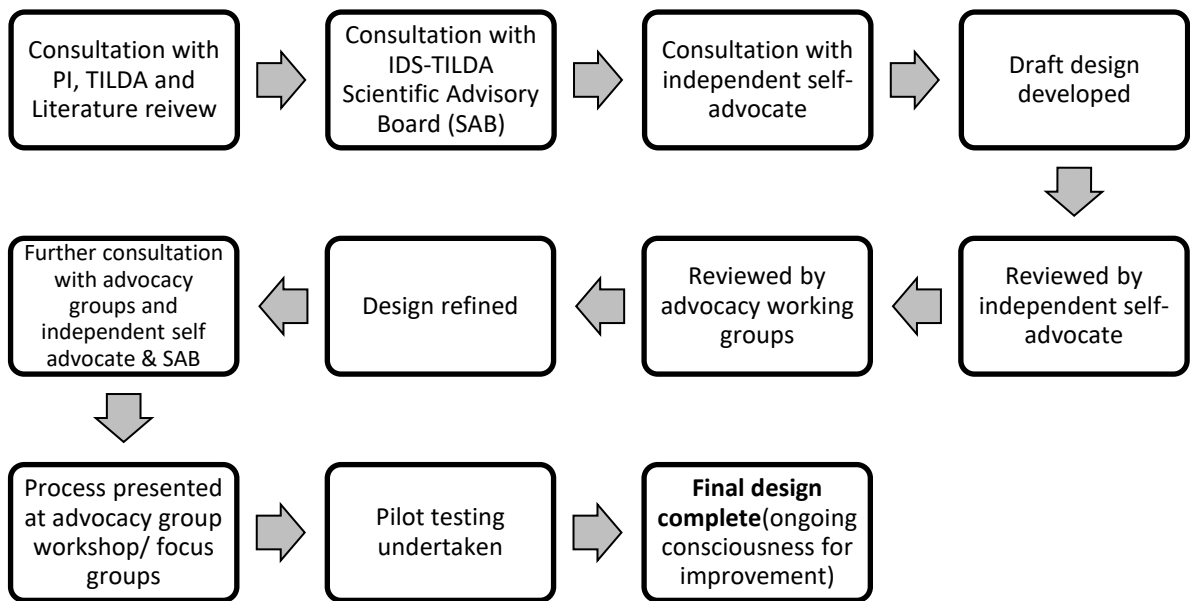 Consultation with
PI, TILDA and
Literature reivew
Consultation with
IDS-TILDA
Scientific Advisory
Board (SAB)
Consultation with
independent self-
advocate
Draft design
developed
Reviewed by
independent self-
advocate
Reviewed by
advocacy working
groups
Design refined
Further consultation
with advocacy
groups and
independent self
advocate & SAB
Process presented
at advocacy group
workshop/ focus
groups
Pilot testing
undertaken
Final design
complete(ongoing
consciousness for
improvement)